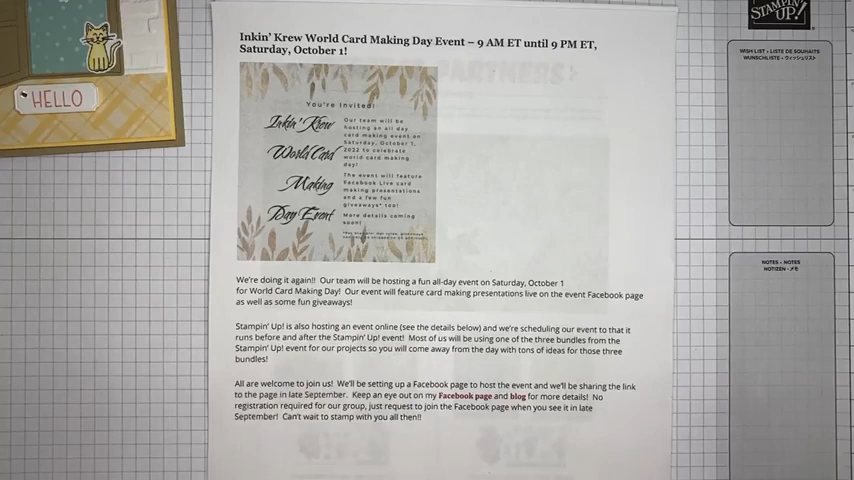 HELLO
Inkin' Krew World Card Making Day Event – 9 AM ET until 9 PM ET,
Saturday, October 1!
You're Invited!
Inkin' Krew
World Card
Making
Day Event
Our team will be
hosting an all day
card making event on
Saturday, October 1,
2022 to celebrate
world card making
day!
The event will feature
Facebook Live card
making presentations
and a few fun
giveaways* too!
More details coming
soon!
We're doing it again!! Our team will be hosting a fun all-day event on Saturday, October 1
for World Card Making Day! Our event will feature card making presentations live on the event Facebook page
as well as some fun giveaways!
Stampin' Up! is also hosting an event online (see the details below) and we're scheduling our event to that it
runs before and after the Stampin' Up! event! Most of us will be using one of the three bundles from the
Stampin' Up! event for our projects so you will come away from the day with tons of ideas for those three
bundles!
All are welcome to join us! We'll be setting up a Facebook page to host the event and we'll be sharing the link
to the page in late September. Keep an eye out on my Facebook page and blog for more details! No
registration required for our group, just request to join the Facebook page when you see it in late
September! Can't wait to stamp with you all then!!
STAMPIN' UP!
WISH LIST • LISTE DE SOUHAITS
WUNSCHLISTE • ウィッシュリスト
NOTES • NOTES
NOTIZEN • メモ